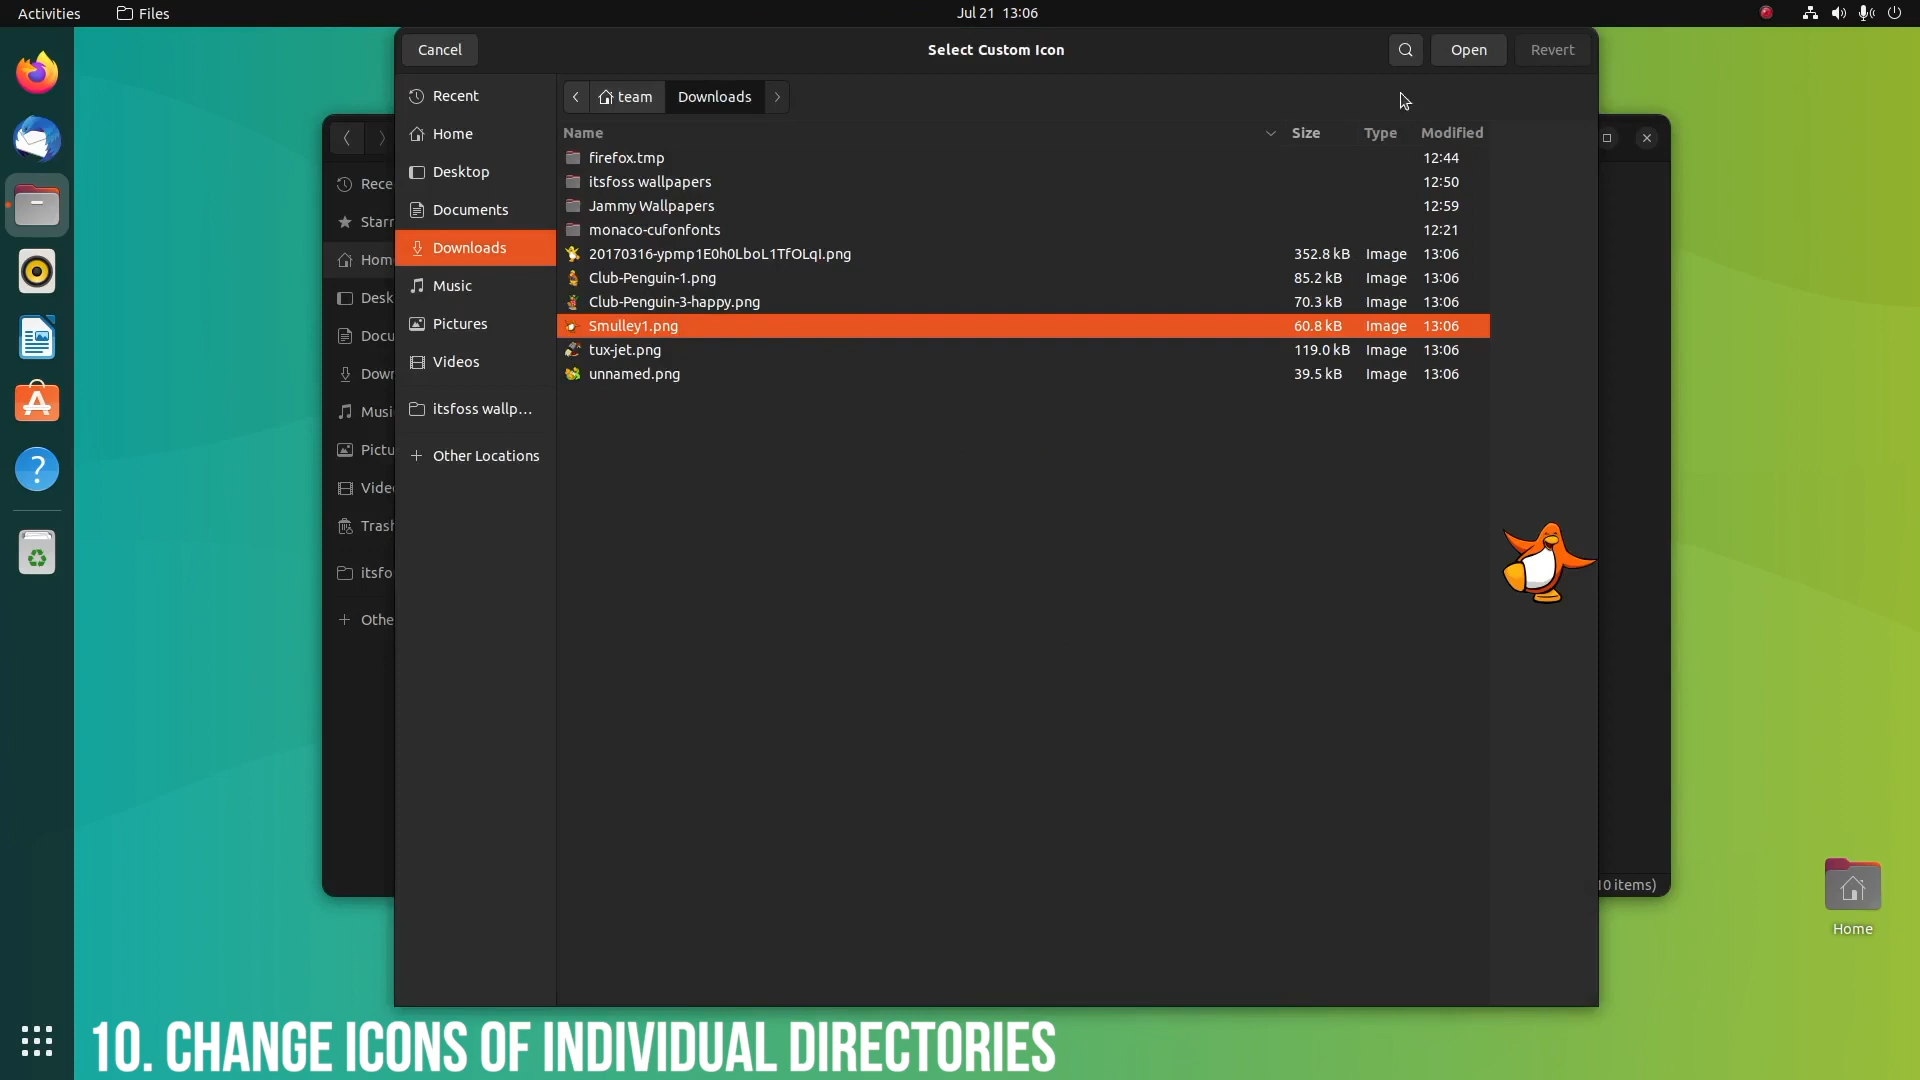 Activities
Files
Jul 21 13:06
Cancel
Select Custom Icon
Open
Revert
Recent
Home
Desktop
Documents
Downloads
Music
Pictures
Videos
itsfoss wallp...
Other Locations
team
Downloads
Name
Size
Type
Modified
firefox.tmp 12:44
itsfoss wallpapers 12:50
Jammy Wallpapers 12:59
monaco-cufonfonts 12:21
20170316-ypmp1E0h0LboL1TfOLqI.png 352.8 kB Image 13:06
Club-Penguin-1.png 85.2 kB Image 13:06
Club-Penguin-3-happy.png 70.3 kB Image 13:06
Smulley1.png 60.8 kB Image 13:06
tux-jet.png 119.0 kB Image 13:06
unnamed.png 39.5 kB Image 13:06
Rece
Starr
Hom
Desk
Docu
Down
Musi
Pictu
Vide
Trash
itsfo
Othe
10 items)
Home
10. CHANGE ICONS OF INDIVIDUAL DIRECTORIES